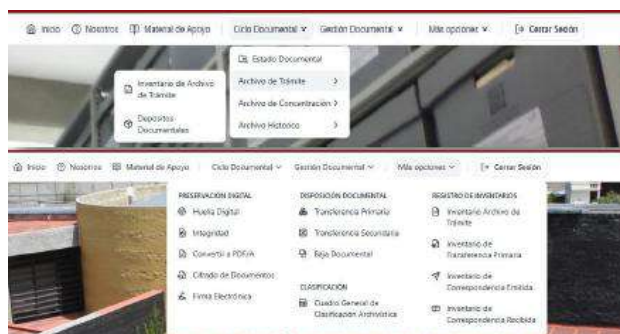 Inicio Nosotros Material de Apoyo Ciclo Documental Gestión Documental Más opciones Cerrar Sesión
Estado Documental
Archivo de Trámite
Archivo de Concentración
Archivo Histórico
Inventario de Archivo
de Trámite
Depósitos
Documentales
Inicio Nosotros Material de Apoyo Ciclo Documental Gestión Documental Más opciones Cerrar Sesión
PRESERVACIÓN DIGITAL
Huella Digital
Integridad
Convertir a PDF/A
Cifrado de Documentos
Firma Electrónica
DISPOSICIÓN DOCUMENTAL
Transferencia Primaria
Transferencia Secundaria
Baja Documental
CLASIFICACIÓN
Cuadro General de
Clasificación Archivística
REGISTRO DE INVENTARIOS
Inventario Archivo de
Trámite
Inventario de
Transferencia Primaria
Inventario de
Correspondencia Emitida
Inventario de
Correspondencia Recibida